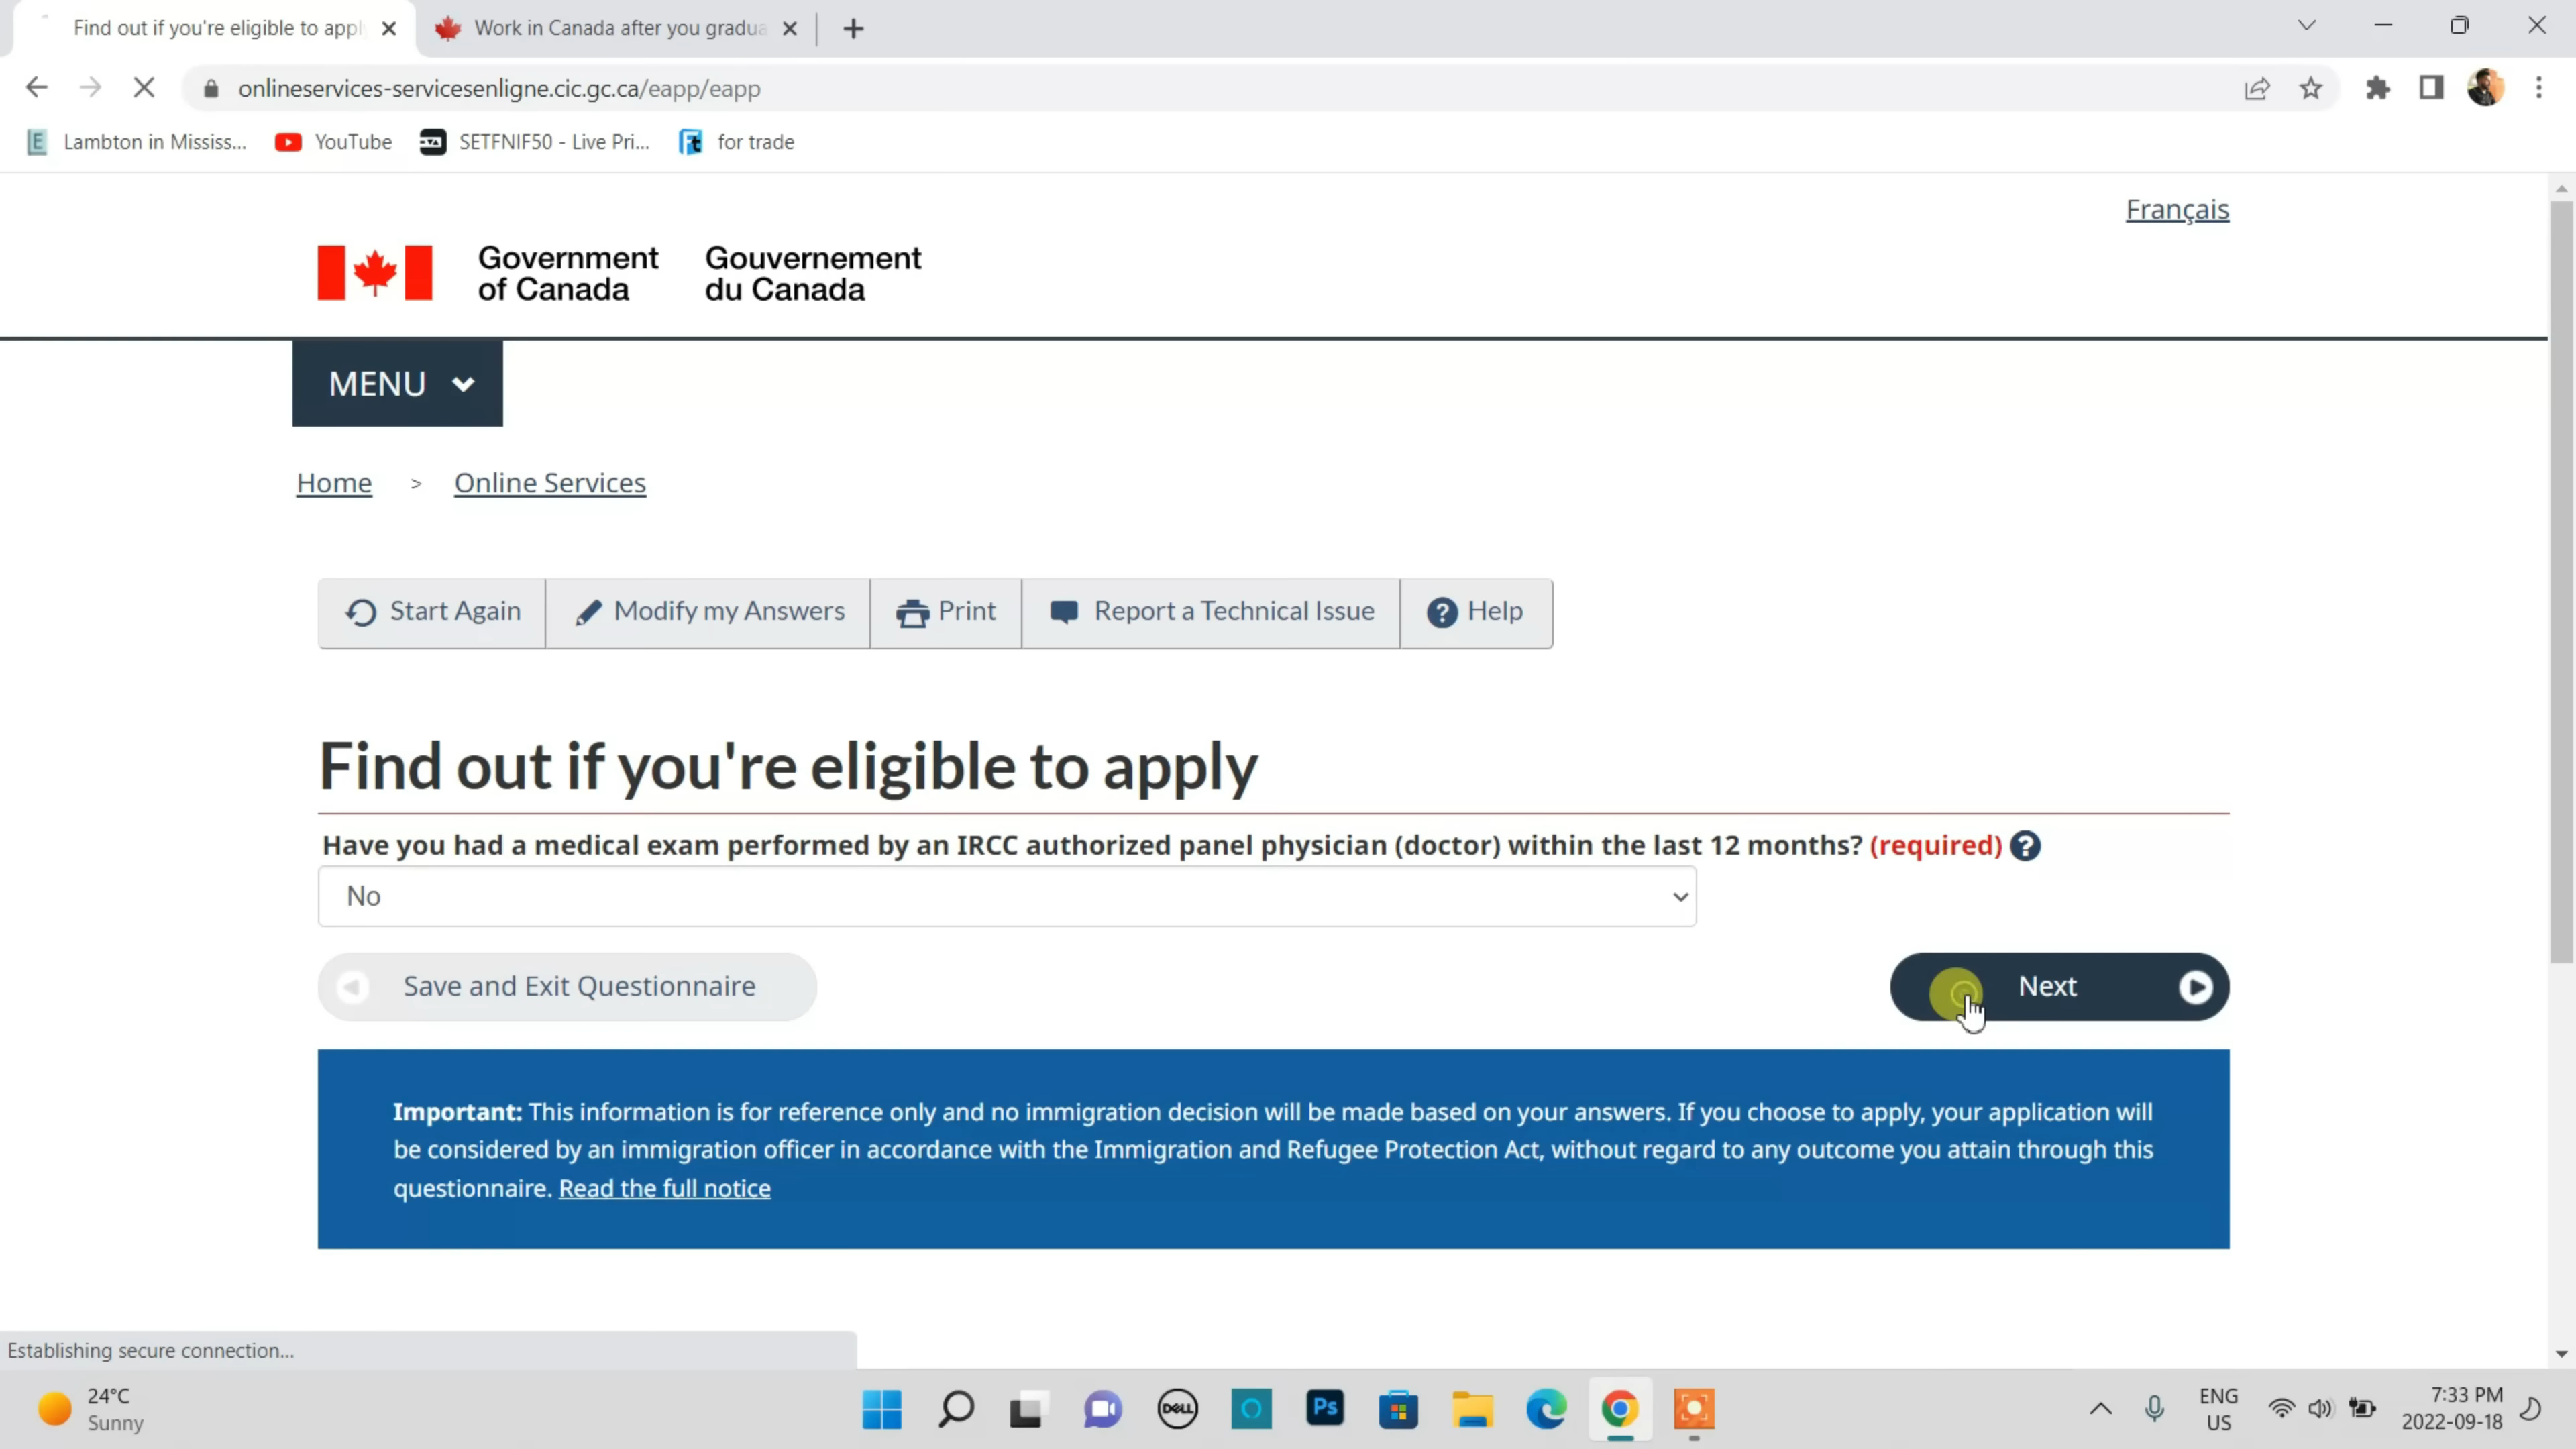 Find out if you're eligible to appl
Work in Canada after you gradua
onlineservices-servicesenligne.cic.gc.ca/eapp/eapp
Lambton in Mississ...
YouTube
SETFNIF50 - Live Pri...
for trade
Français
Government of Canada
Gouvernement du Canada
MENU
Home > Online Services
Start Again
Modify my Answers
Print
Report a Technical Issue
Help
Find out if you're eligible to apply
Have you had a medical exam performed by an IRCC authorized panel physician (doctor) within the last 12 months? (required)
No
Save and Exit Questionnaire
Next
Important: This information is for reference only and no immigration decision will be made based on your answers. If you choose to apply, your application will
be considered by an immigration officer in accordance with the Immigration and Refugee Protection Act, without regard to any outcome you attain through this
questionnaire. Read the full notice
Establishing secure connection...
24°C
Sunny
DELL
Ps
ENG
US
7:33 PM
2022-09-18